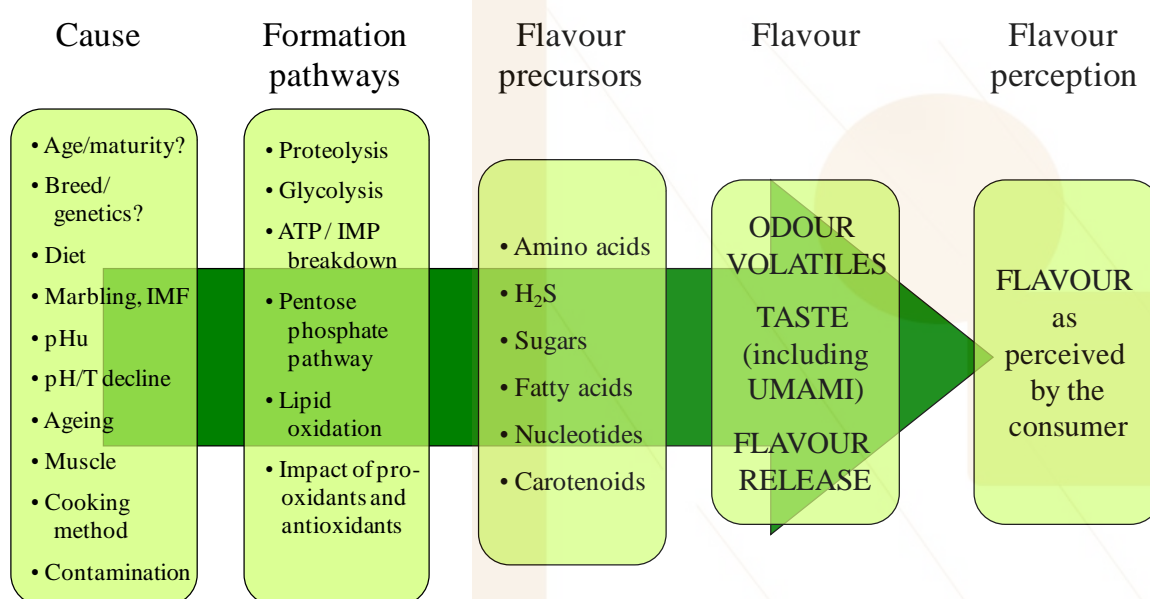 Cause
• Age/maturity?
• Breed/
genetics?
• Diet
• Marbling, IMF
• pHu
• pH/T decline
• Ageing
• Muscle
• Cooking
method
• Contamination
Formation
pathways
• Proteolysis
• Glycolysis
• ATP / IMP
breakdown
• Pentose
phosphate
pathway
• Lipid
oxidation
• Impact of pro-
oxidants and
antioxidants
Flavour
precursors
• Amino acids
• H₂S
• Sugars
• Fatty acids
• Nucleotides
• Carotenoids
Flavour
ODOUR
VOLATILES
TASTE
(including
UMAMI)
FLAVOUR
RELEASE
Flavour
perception
FLAVOUR
as
perceived
by the
consumer